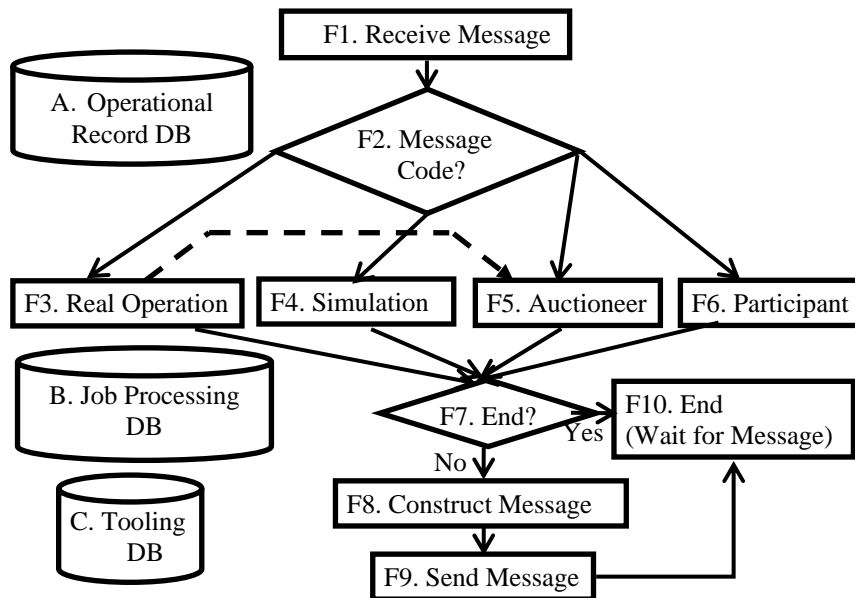 F1. Receive Message
A. Operational
Record DB
F2. Message
Code?
F3. Real Operation
F4. Simulation
F5. Auctioneer
F6. Participant
B. Job Processing
DB
F7. End?
Yes
F10. End
(Wait for Message)
No
C. Tooling
DB
F8. Construct Message
F9. Send Message